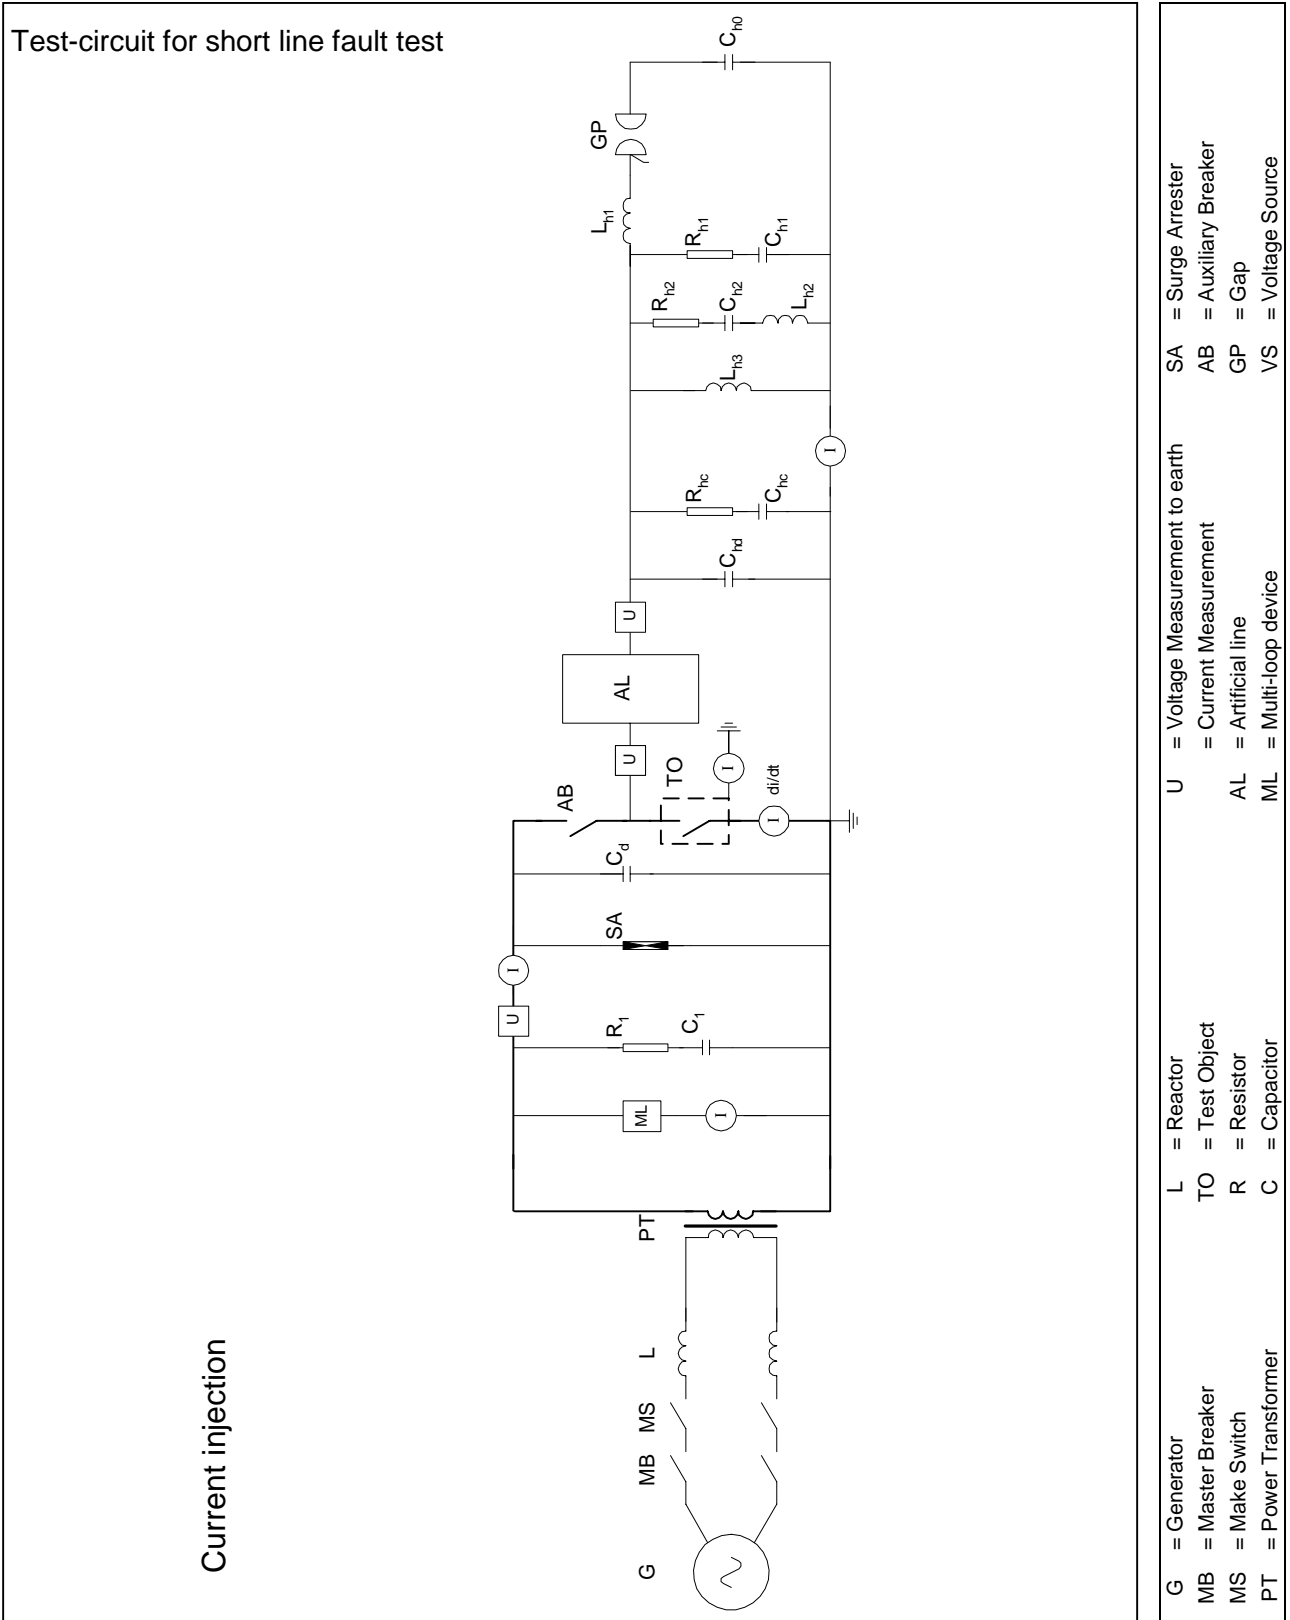 Test-circuit for short line fault test
Current injection
G
MB
MS
L
PT
ML
I
R1
C1
U
I
SA
Cd
AB
TO
I
di/dt
I
U
AL
U
Chd
Rhc
Chc
I
Lh3
Rh2
Ch2
Lh2
Rh1
Ch1
Lh1
GP
Ch0
G = Generator
MB = Master Breaker
MS = Make Switch
PT = Power Transformer
L = Reactor
TO = Test Object
R = Resistor
C = Capacitor
U = Voltage Measurement to earth
= Current Measurement
AL = Artificial line
ML = Multi-loop device
SA = Surge Arrester
AB = Auxiliary Breaker
GP = Gap
VS = Voltage Source